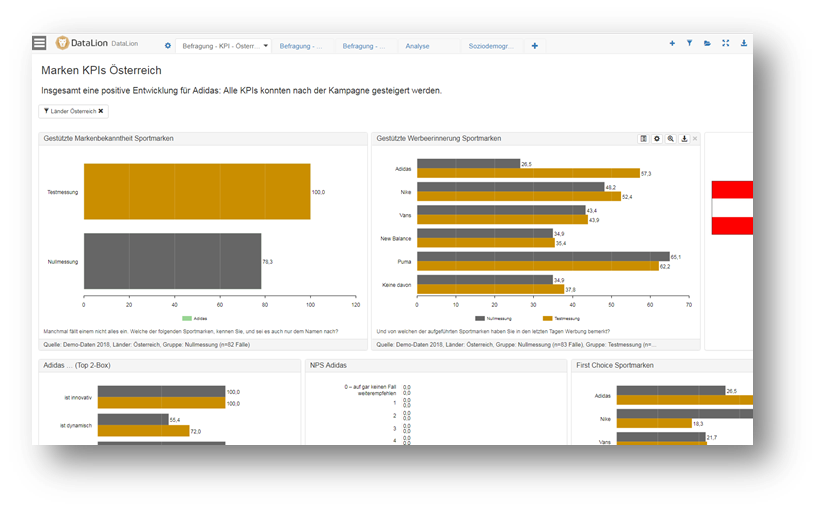 DataLion DataLion
Befragung - KPI - Österr... Befragung - ... Befragung - ... Analyse Soziodemogr...
Marken KPIs Österreich
Insgesamt eine positive Entwicklung für Adidas: Alle KPIs konnten nach der Kampagne gesteigert werden.
Länder Österreich
Gestützte Markenbekanntheit Sportmarken
Testmessung
100,0
Nullmessung
78,3
0 20 40 60 80 100 120
Adidas
Manchmal fällt einem nicht alles ein. Welche der folgenden Sportmarken, kennen Sie, und sei es auch nur dem Namen nach?
Quelle: Demo-Daten 2018, Länder: Österreich, Gruppe: Nullmessung (n=82 Fälle)
Gestützte Werbeerinnerung Sportmarken
Adidas
26,5
57,3
Nike
48,2
52,4
Vans
43,4
43,9
New Balance
34,9
35,4
Puma
65,1
62,2
Keine davon
34,9
37,8
0 10 20 30 40 50 60 70
Nullmessung Testmessung
Und von welchen der aufgeführten Sportmarken haben Sie in den letzten Tagen Werbung bemerkt?
Quelle: Demo-Daten 2018, Länder: Österreich, Gruppe: Nullmessung (n=83 Fälle), Gruppe: Testmessung (n=...
Adidas ... (Top 2-Box)
ist innovativ
100,0
100,0
ist dynamisch
55,4
72,0
NPS Adidas
0 – auf gar keinen Fall
weiterempfehlen
0,0
0,0
1
0,0
0,0
2
0,0
0,0
3
0,0
0,0
4
0,0
0,0
First Choice Sportmarken
Adidas
26,5
Nike
18,3
Vans
21,7